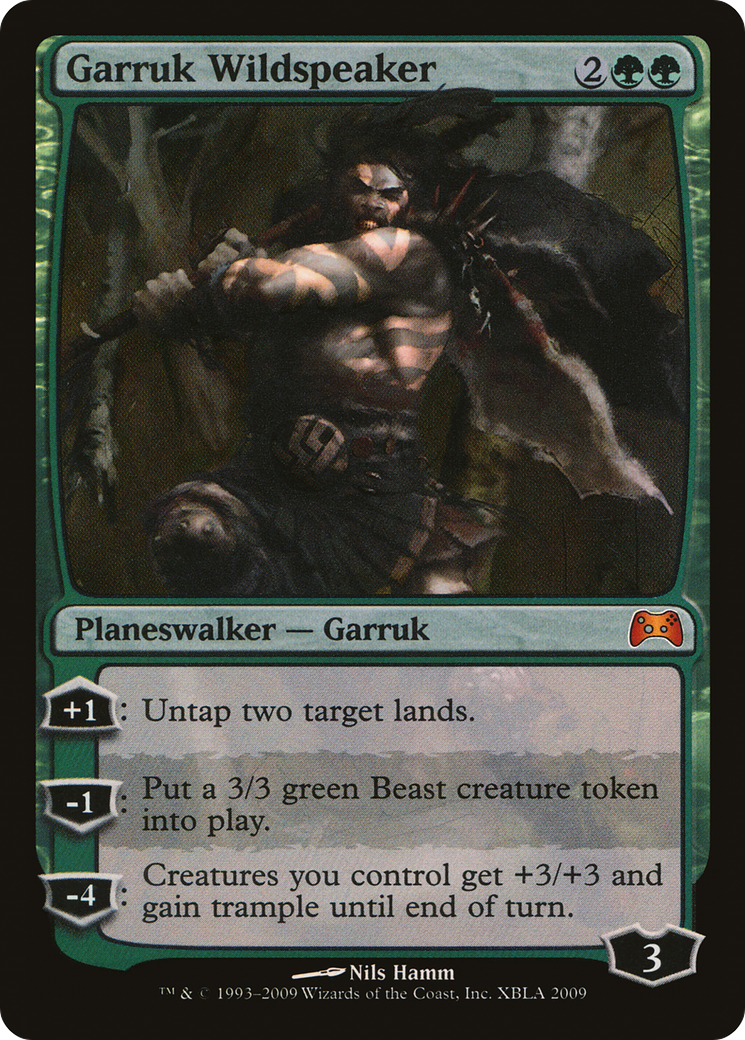 Garruk Wildspeaker 2
Planeswalker — Garruk
+1: Untap two target lands.
-1: Put a 3/3 green Beast creature token
into play.
-4: Creatures you control get +3/+3 and
gain trample until end of turn.
3
Nils Hamm
™ & © 1993–2009 Wizards of the Coast, Inc. XBLA 2009